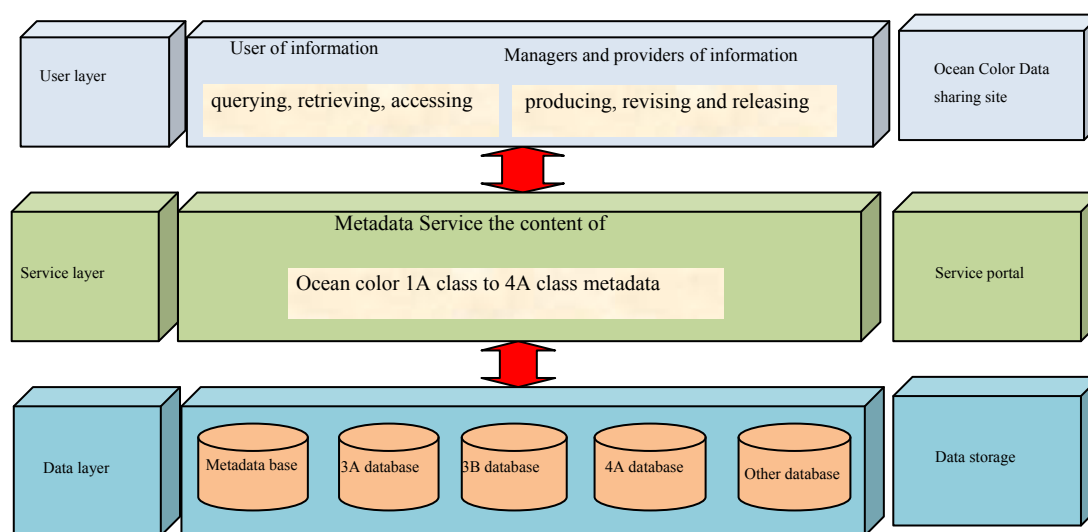 User layer
User of information
querying, retrieving, accessing
Managers and providers of information
producing, revising and releasing
Ocean Color Data
sharing site
Service layer
Metadata Service the content of
Ocean color 1A class to 4A class metadata
Service portal
Data layer
Metadata base
3A database
3B database
4A database
Other database
Data storage